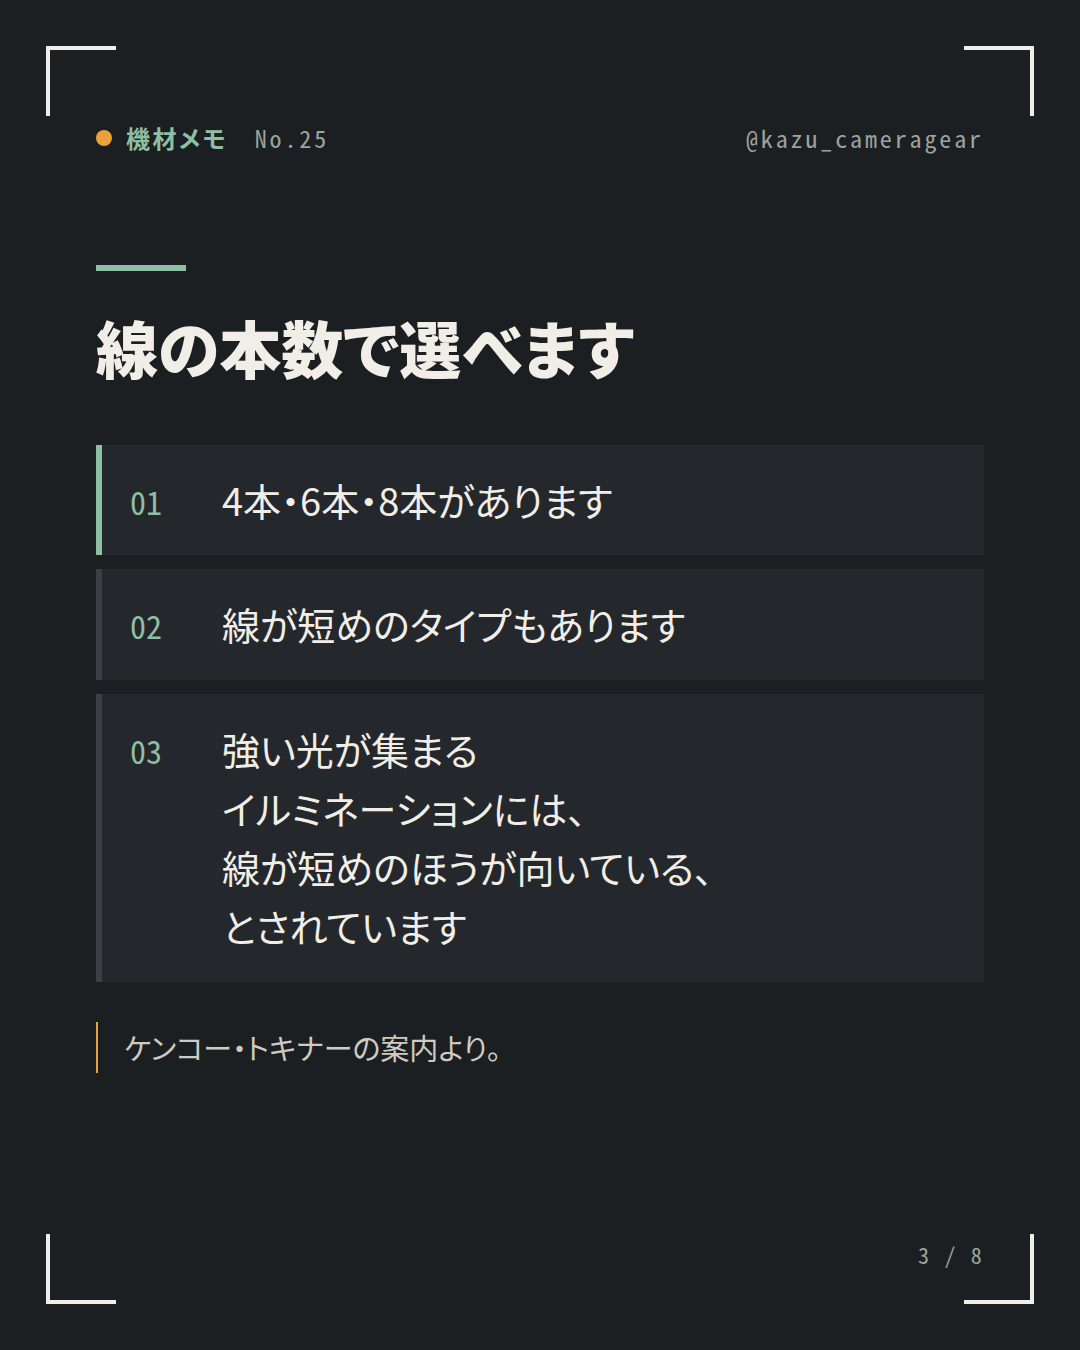 機材メモ No.25
@kazu_cameragear
線の本数で選べます
01 4本・6本・8本があります
02 線が短めのタイプもあります
03 強い光が集まる
イルミネーションには、
線が短めのほうが向いている、
とされています
ケンコー・トキナーの案内より。
3 / 8